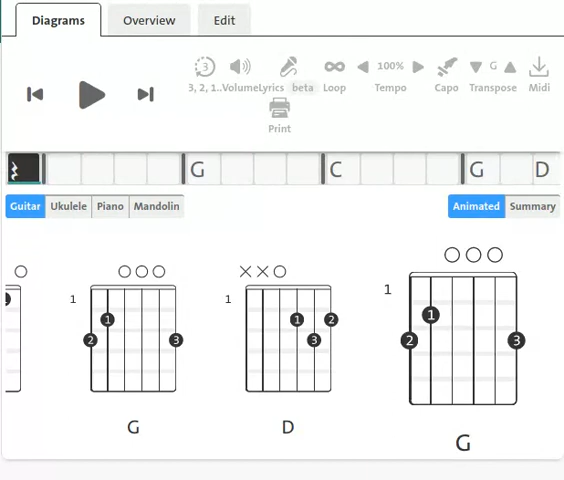 Diagrams Overview Edit
3
100% G
3, 2, 1.. Volume Lyrics beta Loop Tempo Capo Transpose Midi
Print
G C G D
Guitar Ukulele Piano Mandolin Animated Summary
1 1 2 3 G
1 1 2 3 D
1 1 2 3 G